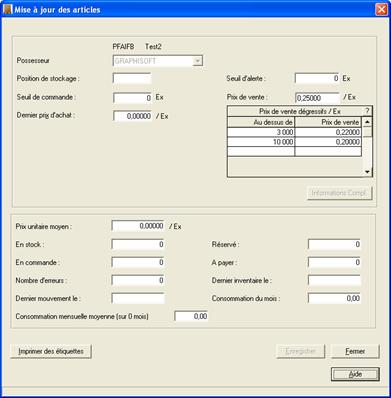 Mise à jour des articles
PFAIFB Test2
Possesseur GRAPHISOFT
Position de stockage : Seuil d'alerte : 0 Ex
Seuil de commande : 0 Ex Prix de vente : 0,25000 / Ex
Dernier prix d'achat : 0,00000 / Ex
Prix de vente dégressifs / Ex ?
Au dessus de Prix de vente
3 000 0,22000
10 000 0,20000
Informations Compl.
Prix unitaire moyen : 0,00000 / Ex
En stock : 0 Réservé : 0
En commande : 0 A payer : 0
Nombre d'erreurs : 0 Dernier inventaire le :
Dernier mouvement le : Consommation du mois : 0,00
Consommation mensuelle moyenne (sur 0 mois) 0,00
Imprimer des étiquettes Enregistrer Fermer
Aide